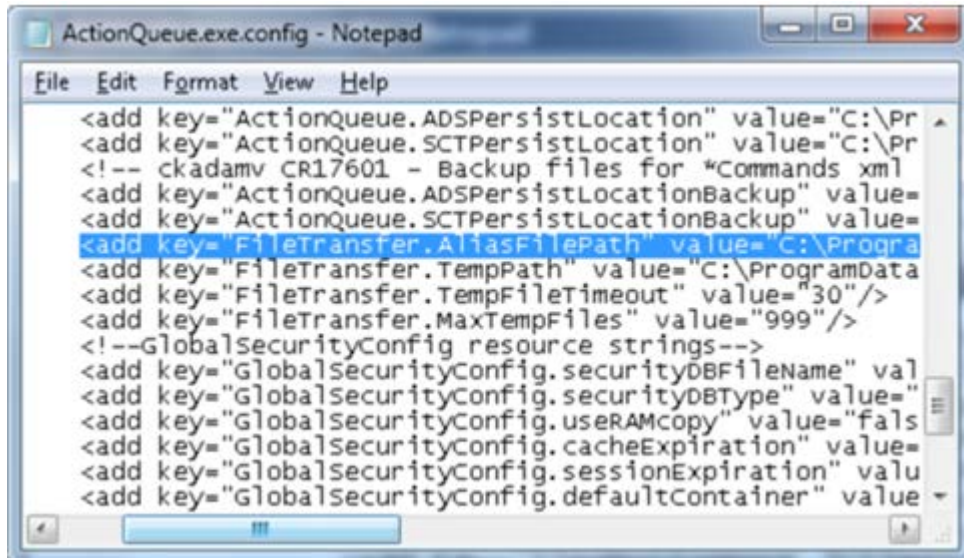 ActionQueue.exe.config - Notepad
File Edit Format View Help
<add key="ActionQueue.ADSPersistLocation" value="C:\Pr
<add key="ActionQueue.SCTPersistLocation" value="C:\Pr
<!-- ckadamv CR17601 - Backup files for *Commands xml
<add key="ActionQueue.ADSPersistLocationBackup" value=
<add key="ActionQueue.SCTPersistLocationBackup" value=
<add key="FileTransfer.AliasFilePath" value="C:\Progra
<add key="FileTransfer.TempPath" value="C:\ProgramData
<add key="FileTransfer.TempFileTimeout" value="30"/>
<add key="FileTransfer.MaxTempFiles" value="999"/>
<!--GlobalSecurityConfig resource strings-->
<add key="GlobalSecurityConfig.securityDBFileName" val
<add key="GlobalSecurityConfig.securityDBType" value="
<add key="GlobalSecurityConfig.useRAMcopy" value="fals
<add key="GlobalSecurityConfig.cacheExpiration" value=
<add key="GlobalSecurityConfig.sessionExpiration" valu
<add key="GlobalSecurityConfig.defaultContainer" value